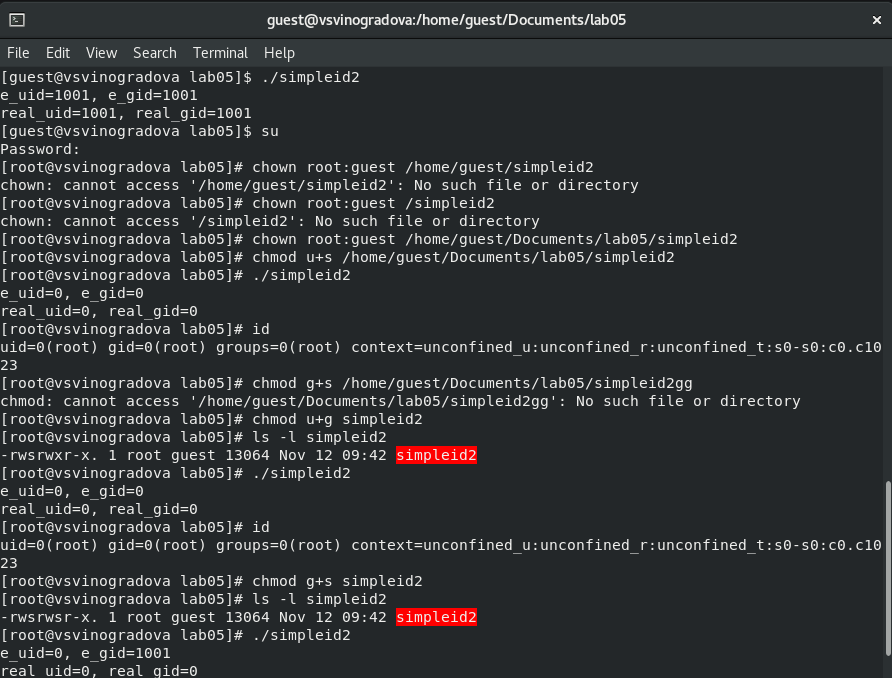 guest@vsvinogradova:/home/guest/Documents/lab05
File Edit View Search Terminal Help
[guest@vsvinogradova lab05]$ ./simpleid2
e_uid=1001, e_gid=1001
real_uid=1001, real_gid=1001
[guest@vsvinogradova lab05]$ su
Password:
[root@vsvinogradova lab05]# chown root:guest /home/guest/simpleid2
chown: cannot access '/home/guest/simpleid2': No such file or directory
[root@vsvinogradova lab05]# chown root:guest /simpleid2
chown: cannot access '/simpleid2': No such file or directory
[root@vsvinogradova lab05]# chown root:guest /home/guest/Documents/lab05/simpleid2
[root@vsvinogradova lab05]# chmod u+s /home/guest/Documents/lab05/simpleid2
[root@vsvinogradova lab05]# ./simpleid2
e_uid=0, e_gid=0
real_uid=0, real_gid=0
[root@vsvinogradova lab05]# id
uid=0(root) gid=0(root) groups=0(root) context=unconfined_u:unconfined_r:unconfined_t:s0-s0:c0.c10
23
[root@vsvinogradova lab05]# chmod g+s /home/guest/Documents/lab05/simpleid2gg
chmod: cannot access '/home/guest/Documents/lab05/simpleid2gg': No such file or directory
[root@vsvinogradova lab05]# chmod u+g simpleid2
[root@vsvinogradova lab05]# ls -l simpleid2
-rwsrwxr-x. 1 root guest 13064 Nov 12 09:42 simpleid2
[root@vsvinogradova lab05]# ./simpleid2
e_uid=0, e_gid=0
real_uid=0, real_gid=0
[root@vsvinogradova lab05]# id
uid=0(root) gid=0(root) groups=0(root) context=unconfined_u:unconfined_r:unconfined_t:s0-s0:c0.c10
23
[root@vsvinogradova lab05]# chmod g+s simpleid2
[root@vsvinogradova lab05]# ls -l simpleid2
-rwsrwsr-x. 1 root guest 13064 Nov 12 09:42 simpleid2
[root@vsvinogradova lab05]# ./simpleid2
e_uid=0, e_gid=1001
real_uid=0, real_gid=0